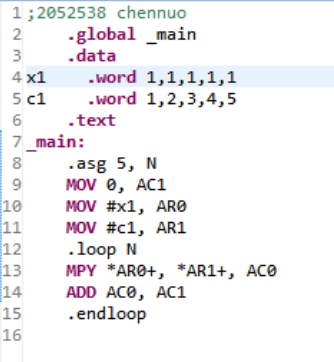 1 ;2052538 chennuo
2 .global _main
3 .data
4 x1 .word 1,1,1,1,1
5 c1 .word 1,2,3,4,5
6 .text
7 _main:
8 .asg 5, N
9 MOV 0, AC1
10 MOV #x1, AR0
11 MOV #c1, AR1
12 .loop N
13 MPY *AR0+, *AR1+, AC0
14 ADD AC0, AC1
15 .endloop
16